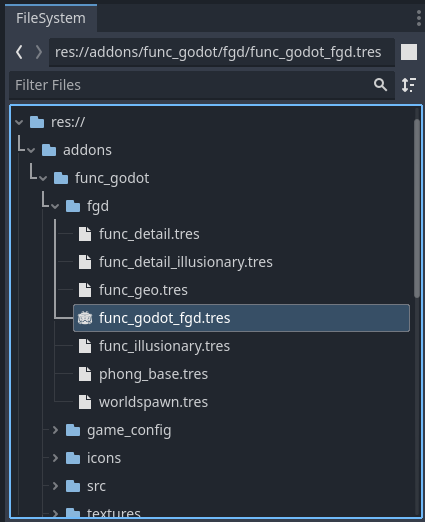 FileSystem
res://addons/func_godot/fgd/func_godot_fgd.tres
Filter Files
res://
addons
func_godot
fgd
func_detail.tres
func_detail_illusionary.tres
func_geo.tres
func_godot_fgd.tres
func_illusionary.tres
phong_base.tres
worldspawn.tres
game_config
icons
src
textures